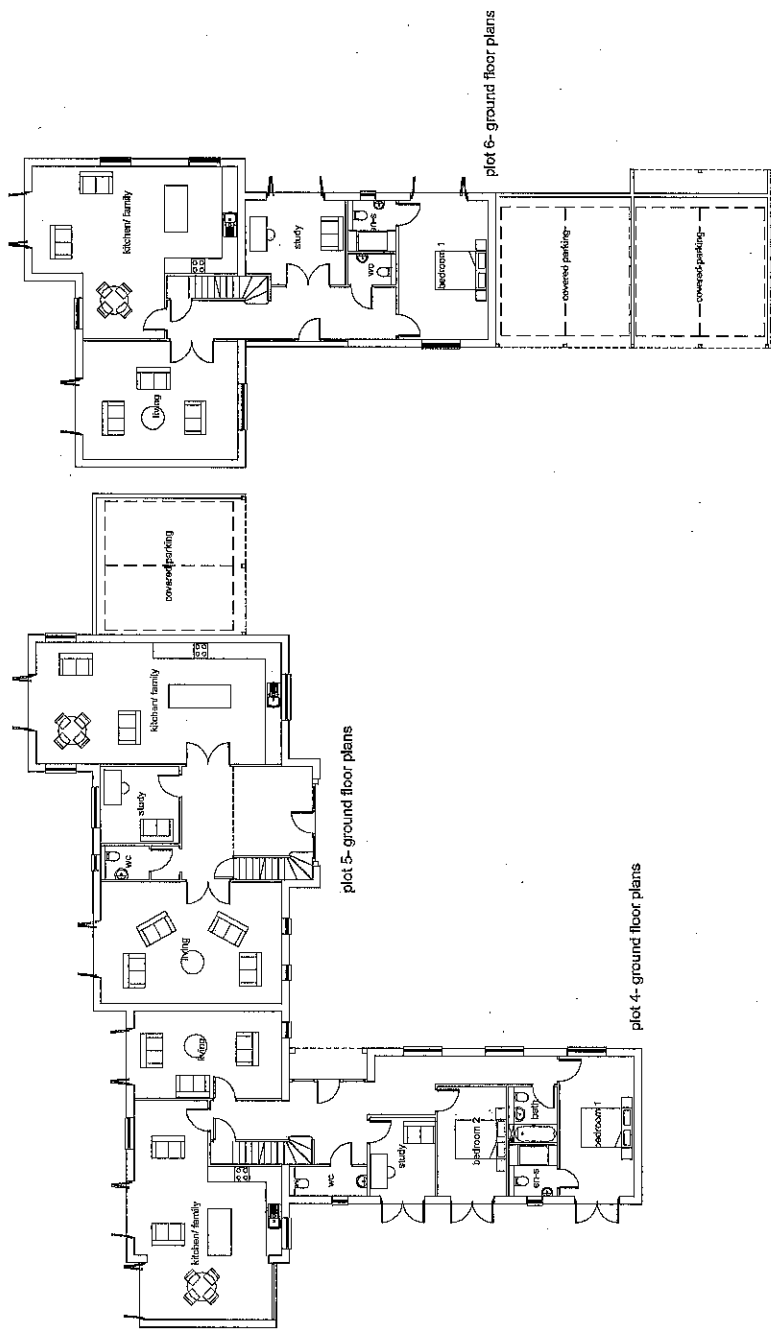 kitchen/ family
living
study
wc
en-s
bedroom 1
covered parking
covered parking
plot 6- ground floor plans
covered parking
kitchen/ family
study
wc
living
plot 5- ground floor plans
living
kitchen/ family
wc
study
bedroom 2
bath
en-s
bedroom 1
plot 4- ground floor plans